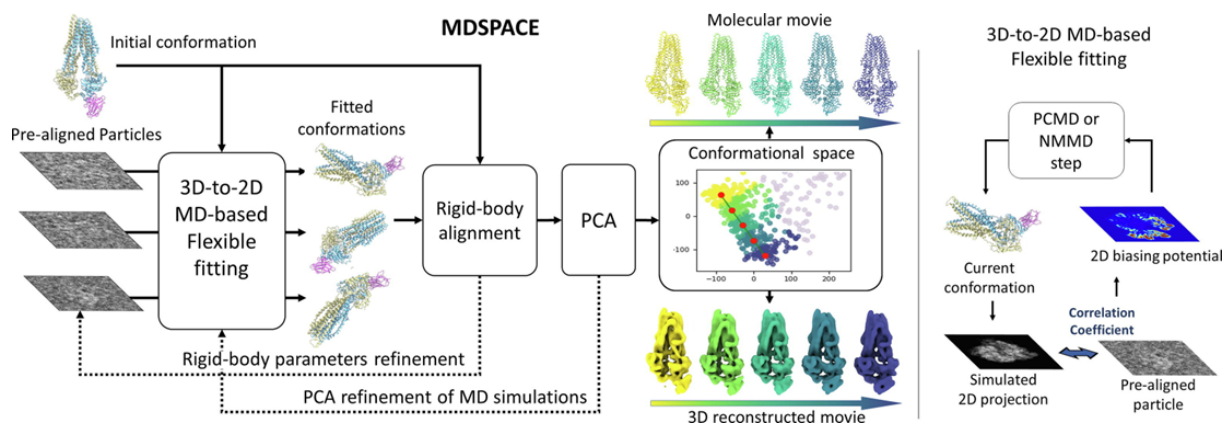 MDSPACE
Initial conformation
Pre-aligned Particles
Fitted
conformations
3D-to-2D
MD-based
Flexible
fitting
Rigid-body
alignment
PCA
Rigid-body parameters refinement
PCA refinement of MD simulations
Molecular movie
Conformational space
100
0
-100
−100
0
100
200
3D reconstructed movie
3D-to-2D MD-based
Flexible fitting
PCMD or
NMMD
step
Current
conformation
2D biasing potential
Correlation
Coefficient
Simulated
2D projection
Pre-aligned
particle